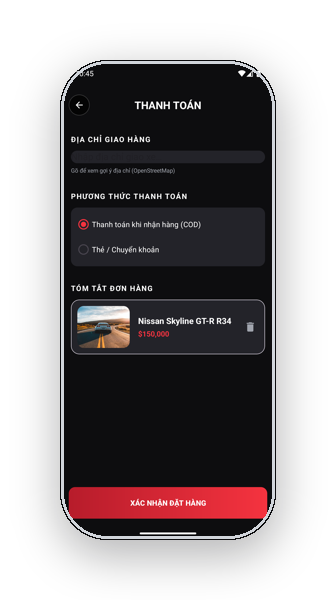 THANH TOÁN
ĐỊA CHỈ GIAO HÀNG
Gõ để xem gợi ý địa chỉ (OpenStreetMap)
PHƯƠNG THỨC THANH TOÁN
Thanh toán khi nhận hàng (COD)
Thẻ / Chuyển khoản
TÓM TẮT ĐƠN HÀNG
Nissan Skyline GT-R R34
$150,000
XÁC NHẬN ĐẶT HÀNG